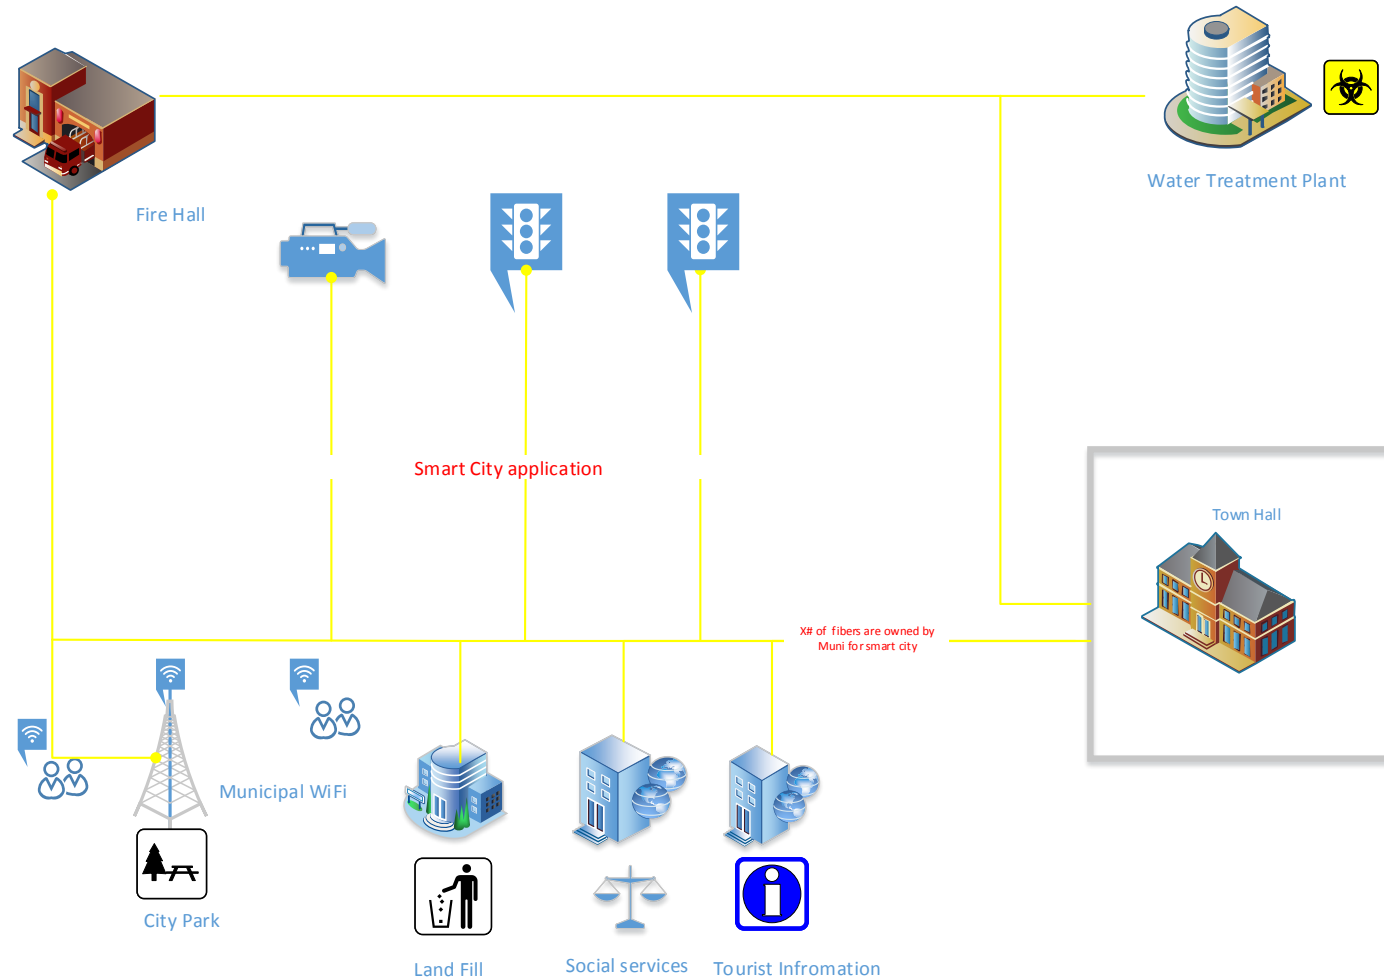 Water Treatment Plant
Fire Hall
Smart City application
Town Hall
X# of fibers are owned by
Muni for smart city
Municipal WiFi
City Park
Land Fill
Social services
Tourist Infromation